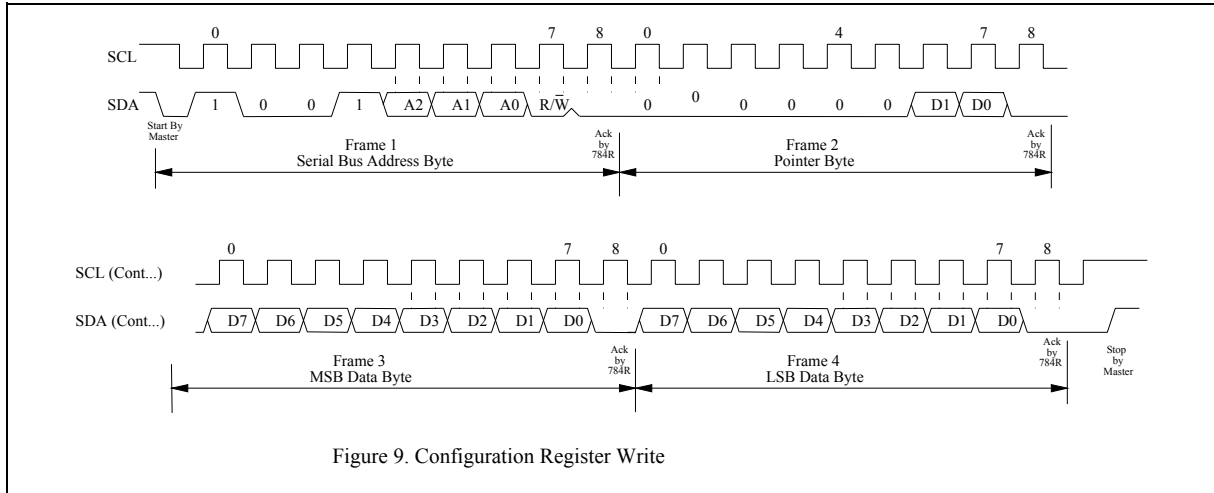 0 7 8 0 4 7 8
SCL
SDA 1 0 0 1 A2 A1 A0 R/W̅ 0 0 0 0 0 0 D1 D0
Start By
Master
Ack
by
784R
Ack
by
784R
Frame 1
Serial Bus Address Byte
Frame 2
Pointer Byte
0 7 8 0 7 8
SCL (Cont...)
SDA (Cont...) D7 D6 D5 D4 D3 D2 D1 D0 D7 D6 D5 D4 D3 D2 D1 D0
Frame 3
MSB Data Byte
Ack
by
784R
Frame 4
LSB Data Byte
Ack
by
784R
Stop
by
Master
Figure 9. Configuration Register Write